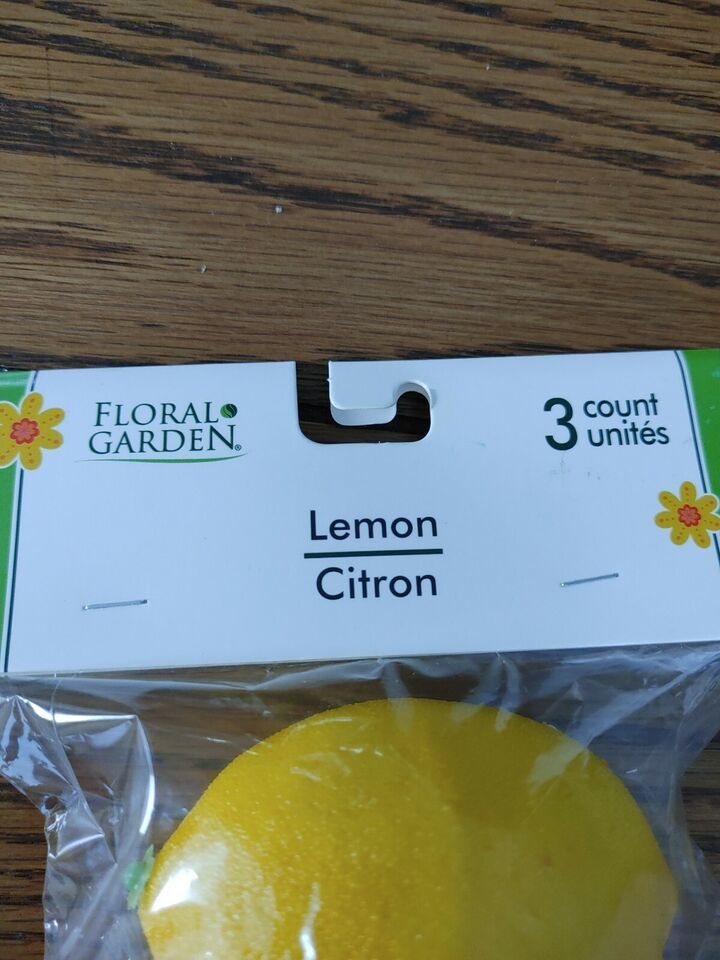 FLORAL
GARDEN®
3 count
unités
Lemon
Citron